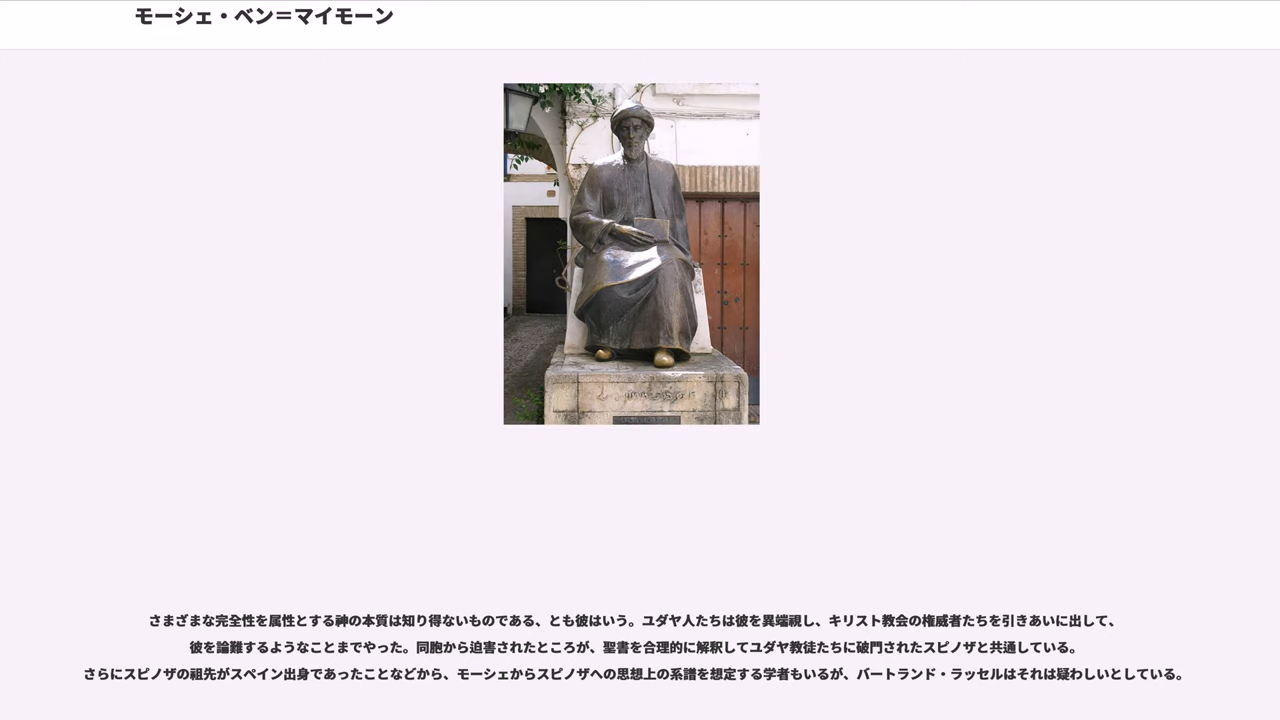 モーシェ・ベン＝マイモーン
さまざまな完全性を属性とする神の本質は知り得ないものである、とも彼はいう。ユダヤ人たちは彼を異端視し、キリスト教会の権威者たちを引きあいに出して、
彼を論難するようなことまでやった。同胞から迫害されたところが、聖書を合理的に解釈してユダヤ教徒たちに破門されたスピノザと共通している。
さらにスピノザの祖先がスペイン出身であったことなどから、モーシェからスピノザへの思想上の系譜を想定する学者もいるが、バートランド・ラッセルはそれは疑わしいとしている。